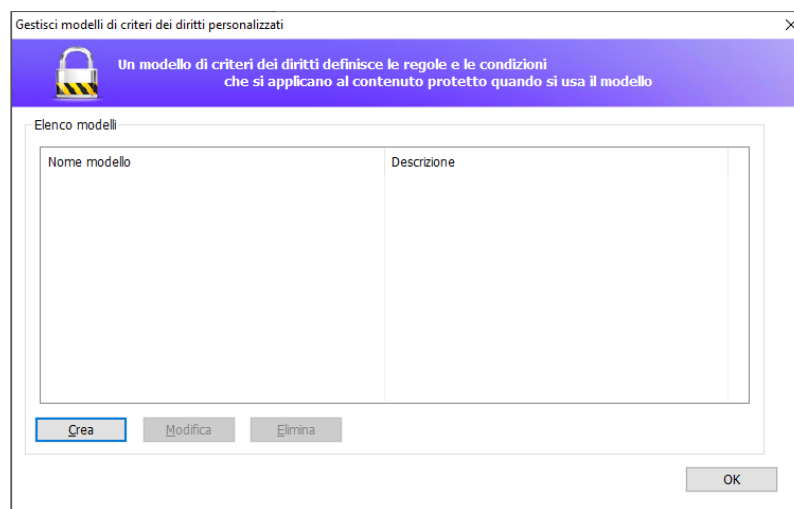 Gestisci modelli di criteri dei diritti personalizzati
Un modello di criteri dei diritti definisce le regole e le condizioni
che si applicano al contenuto protetto quando si usa il modello
Elenco modelli
Nome modello Descrizione
Crea Modifica Elimina
OK